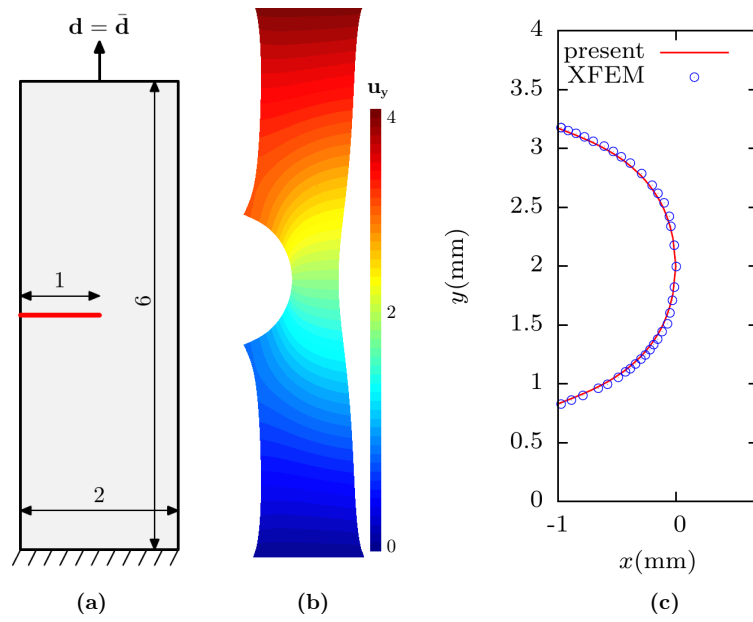 d = d̄
1
6
2
(a)
u_y
4
2
0
(b)
4
present
XFEM
3.5
3
2.5
2
1.5
1
0.5
0
-1
0
y(mm)
x(mm)
(c)